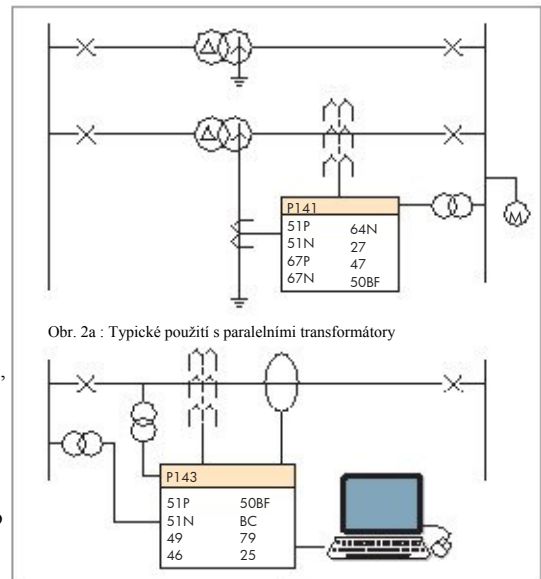 P141
51P 64N
51N 27
67P 47
67N 50BF
M
Obr. 2a : Typické použití s paralelními transformátory
P143
51P 50BF
51N BC
49 79
46 25